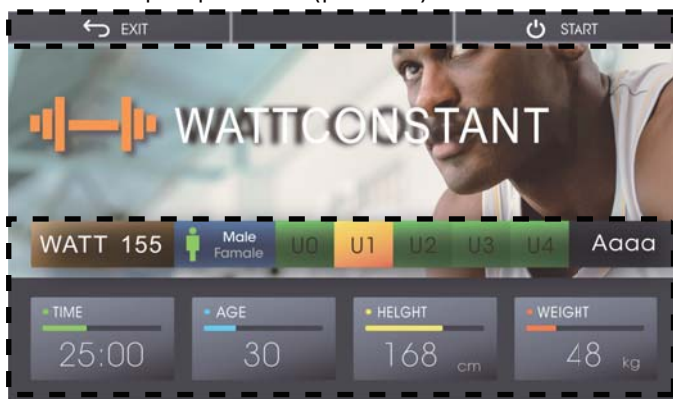 EXIT START
WATTCONSTANT
WATT 155 Male Famale U0 U1 U2 U3 U4 Aaaa
TIME AGE HELGHT WEIGHT
25:00 30 168 cm 48 kg